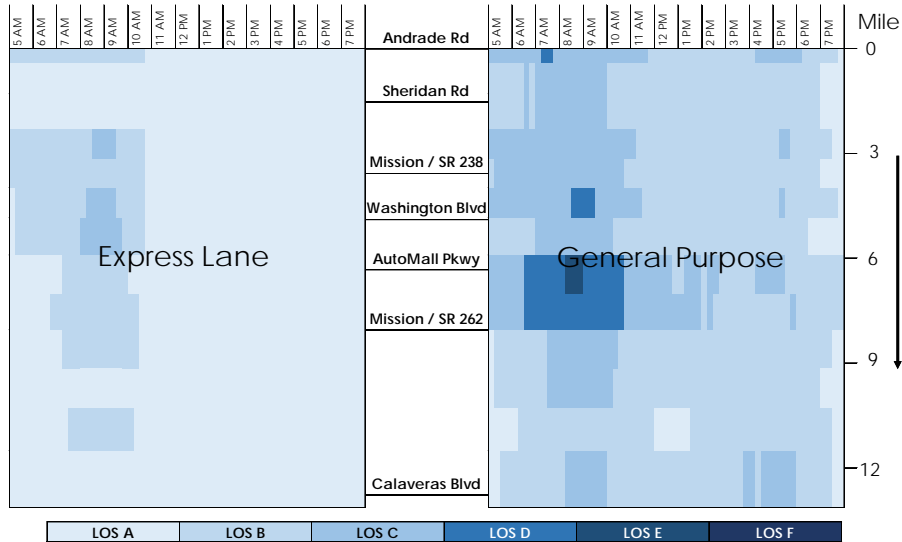 5 AM 6 AM 7 AM 8 AM 9 AM 10 AM 11 AM 12 PM 1 PM 2 PM 3 PM 4 PM 5 PM 6 PM 7 PM
5 AM 6 AM 7 AM 8 AM 9 AM 10 AM 11 AM 12 PM 1 PM 2 PM 3 PM 4 PM 5 PM 6 PM 7 PM
Mile
Andrade Rd
0
Sheridan Rd
3
Mission / SR 238
Washington Blvd
Express Lane
General Purpose
AutoMall Pkwy
6
Mission / SR 262
9
12
Calaveras Blvd
LOS A LOS B LOS C LOS D LOS E LOS F